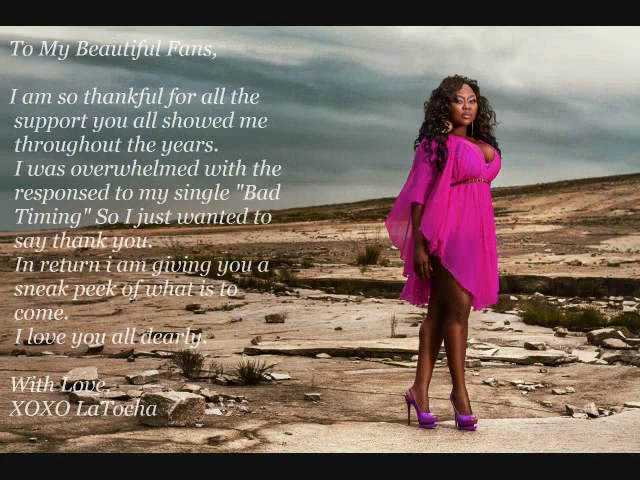 To My Beautiful Fans,
I am so thankful for all the
support you all showed me
throughout the years.
I was overwhelmed with the
responsed to my single "Bad
Timing" So I just wanted to
say thank you.
In return i am giving you a
sneak peek of what is to
come.
I love you all dearly.
With Love
XOXO LaTocha